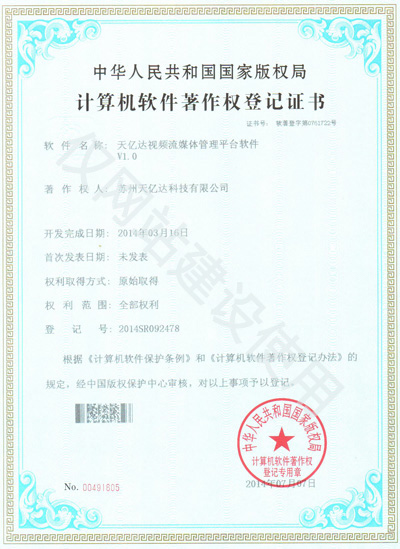 中华人民共和国国家版权局
计算机软件著作权登记证书
证书号： 软著登字第0761722号
软件名称： 天亿达视频流媒体管理平台软件
V1.0
著作权人： 苏州天亿达科技有限公司
开发完成日期： 2014年03月16日
首次发表日期： 未发表
权利取得方式： 原始取得
权利范围： 全部权利
登记号： 2014SR092478
根据《计算机软件保护条例》和《计算机软件著作权登记办法》的
规定，经中国版权保护中心审核，对以上事项予以登记。
中华人民共和国国家版权局
计算机软件著作权
登记专用章
2014年07月07日
No. 00491605
仅网站建设使用